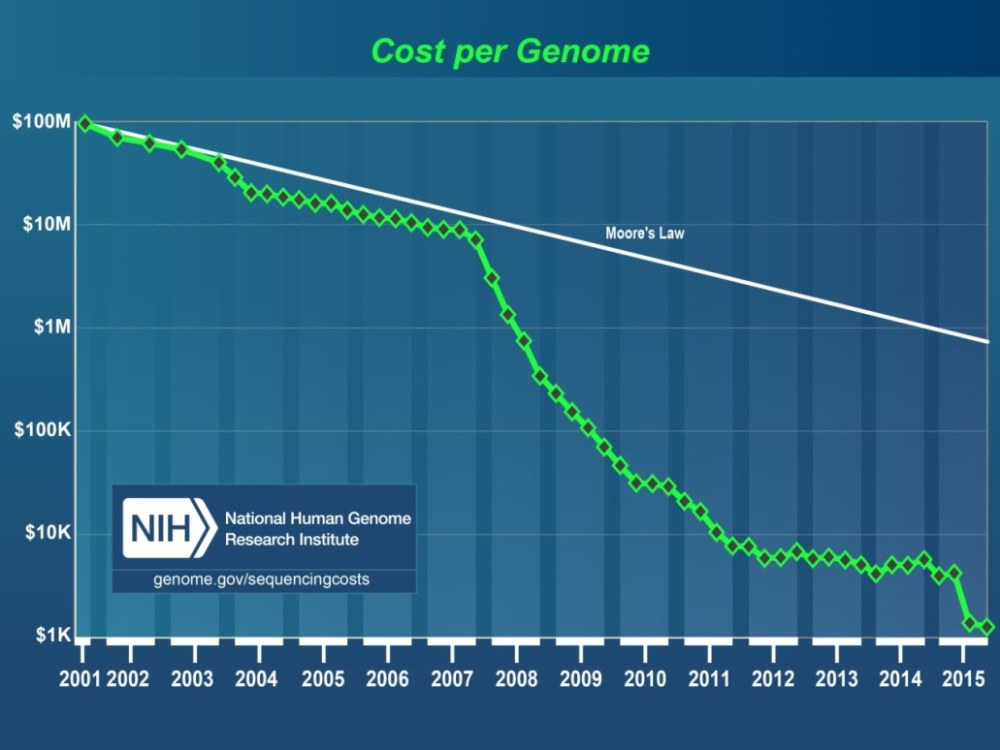 Cost per Genome
$100M
$10M
Moore's Law
$1M
$100K
$10K
$1K
NIH
National Human Genome
Research Institute
genome.gov/sequencingcosts
2001 2002 2003 2004 2005 2006 2007 2008 2009 2010 2011 2012 2013 2014 2015